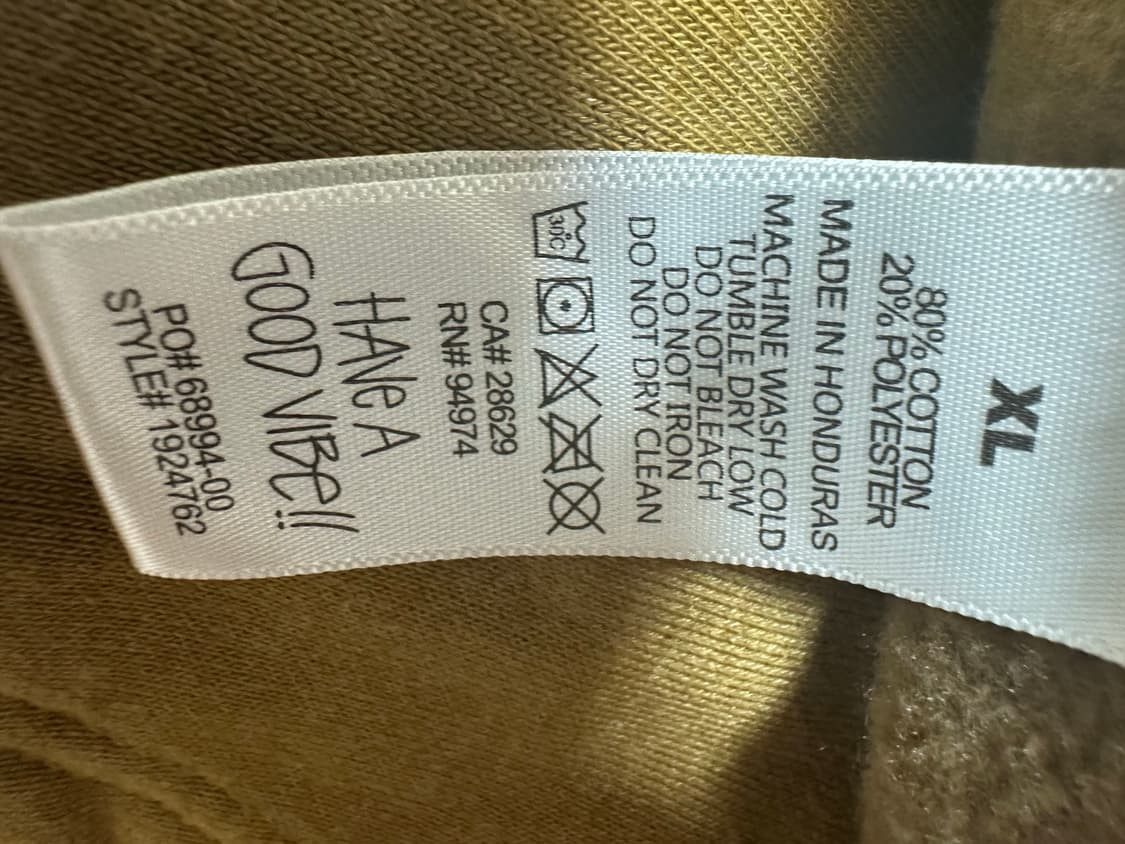 XL
80% COTTON
20% POLYESTER
MADE IN HONDURAS
MACHINE WASH COLD
TUMBLE DRY LOW
DO NOT BLEACH
DO NOT IRON
DO NOT DRY CLEAN
30°C
CA# 28629
RN# 94974
HAVE A
GOOD VIBE!!
PO# 68994-00
STYLE# 1924762